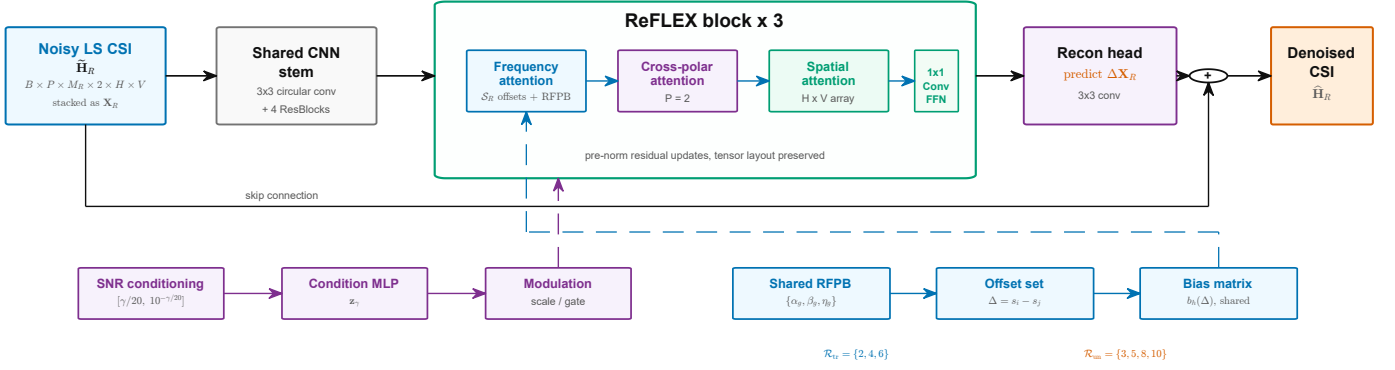 ReFLEX block x 3
Noisy LS CSI
H̃_R
B × P × M_R × 2 × H × V
stacked as X_R
Shared CNN
stem
3x3 circular conv
+ 4 ResBlocks
Frequency
attention
S_R offsets + RFPB
Cross-polar
attention
P = 2
Spatial
attention
H x V array
1x1
Conv
FFN
pre-norm residual updates, tensor layout preserved
Recon head
predict ΔX_R
3x3 conv
+
Denoised
CSI
Ĥ_R
skip connection
SNR conditioning
[γ/20, 10^{−γ/20}]
Condition MLP
z_γ
Modulation
scale / gate
Shared RFPB
{α_g, β_g, η_g}
Offset set
Δ = s_i − s_j
Bias matrix
b_h(Δ), shared
R_tr = {2, 4, 6}
R_un = {3, 5, 8, 10}